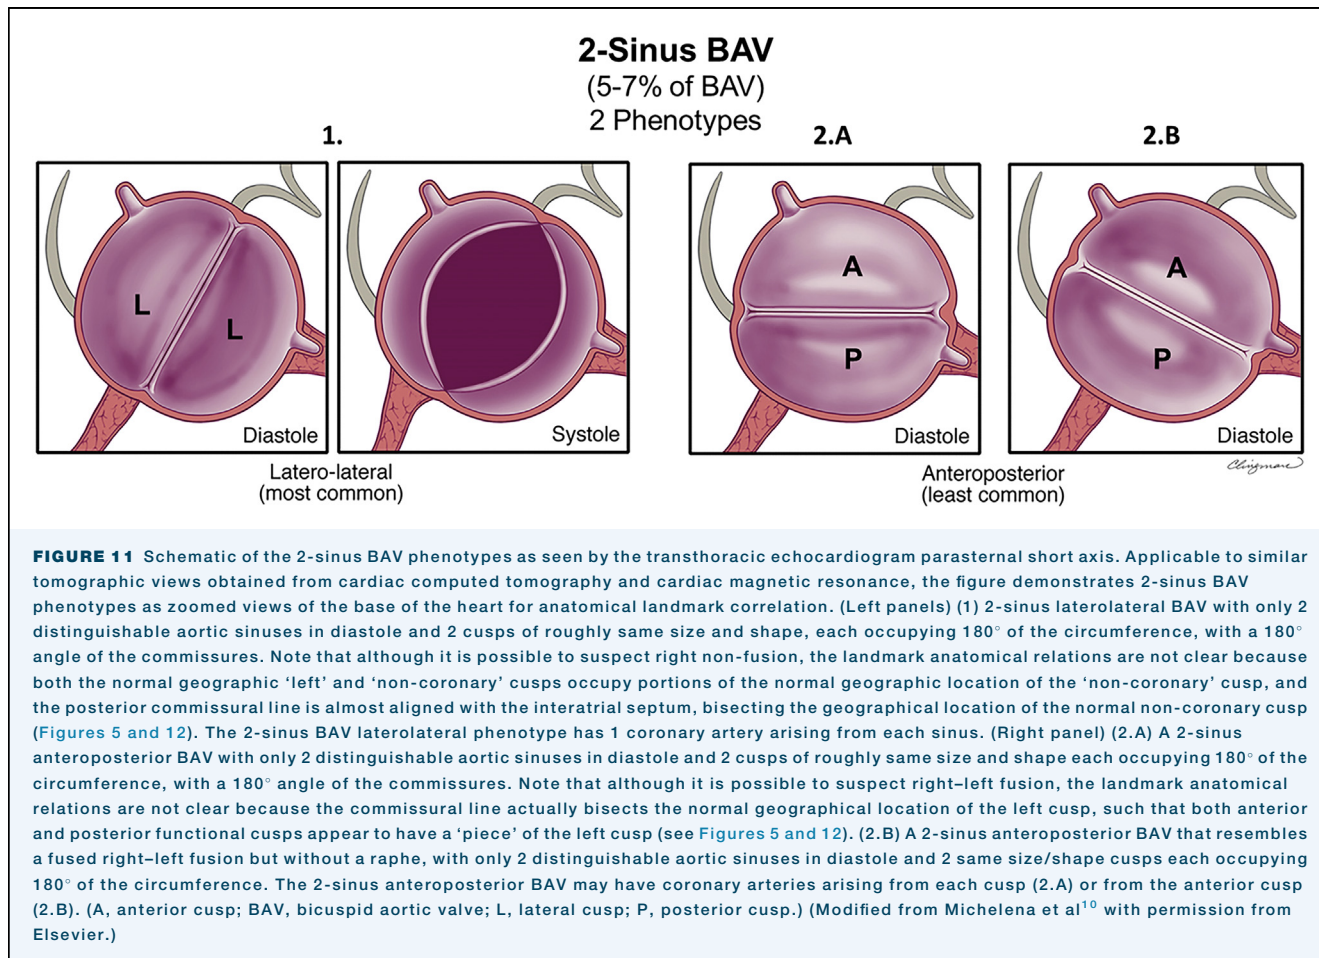 2-Sinus BAV
(5-7% of BAV)
2 Phenotypes
1.
2.A
2.B
L
L
Diastole
Systole
A
P
Diastole
A
P
Diastole
Latero-lateral
(most common)
Anteroposterior
(least common)
Clingman
FIGURE 11 Schematic of the 2-sinus BAV phenotypes as seen by the transthoracic echocardiogram parasternal short axis. Applicable to similar
tomographic views obtained from cardiac computed tomography and cardiac magnetic resonance, the figure demonstrates 2-sinus BAV
phenotypes as zoomed views of the base of the heart for anatomical landmark correlation. (Left panels) (1) 2-sinus laterolateral BAV with only 2
distinguishable aortic sinuses in diastole and 2 cusps of roughly same size and shape, each occupying 180° of the circumference, with a 180°
angle of the commissures. Note that although it is possible to suspect right non-fusion, the landmark anatomical relations are not clear because
both the normal geographic ‘left’ and ‘non-coronary’ cusps occupy portions of the normal geographic location of the ‘non-coronary’ cusp, and
the posterior commissural line is almost aligned with the interatrial septum, bisecting the geographical location of the normal non-coronary cusp
(Figures 5 and 12). The 2-sinus BAV laterolateral phenotype has 1 coronary artery arising from each sinus. (Right panel) (2.A) A 2-sinus
anteroposterior BAV with only 2 distinguishable aortic sinuses in diastole and 2 cusps of roughly same size and shape each occupying 180° of the
circumference, with a 180° angle of the commissures. Note that although it is possible to suspect right–left fusion, the landmark anatomical
relations are not clear because the commissural line actually bisects the normal geographical location of the left cusp, such that both anterior
and posterior functional cusps appear to have a ‘piece’ of the left cusp (see Figures 5 and 12). (2.B) A 2-sinus anteroposterior BAV that resembles
a fused right–left fusion but without a raphe, with only 2 distinguishable aortic sinuses in diastole and 2 same size/shape cusps each occupying
180° of the circumference. The 2-sinus anteroposterior BAV may have coronary arteries arising from each cusp (2.A) or from the anterior cusp
(2.B). (A, anterior cusp; BAV, bicuspid aortic valve; L, lateral cusp; P, posterior cusp.) (Modified from Michelena et al10 with permission from
Elsevier.)